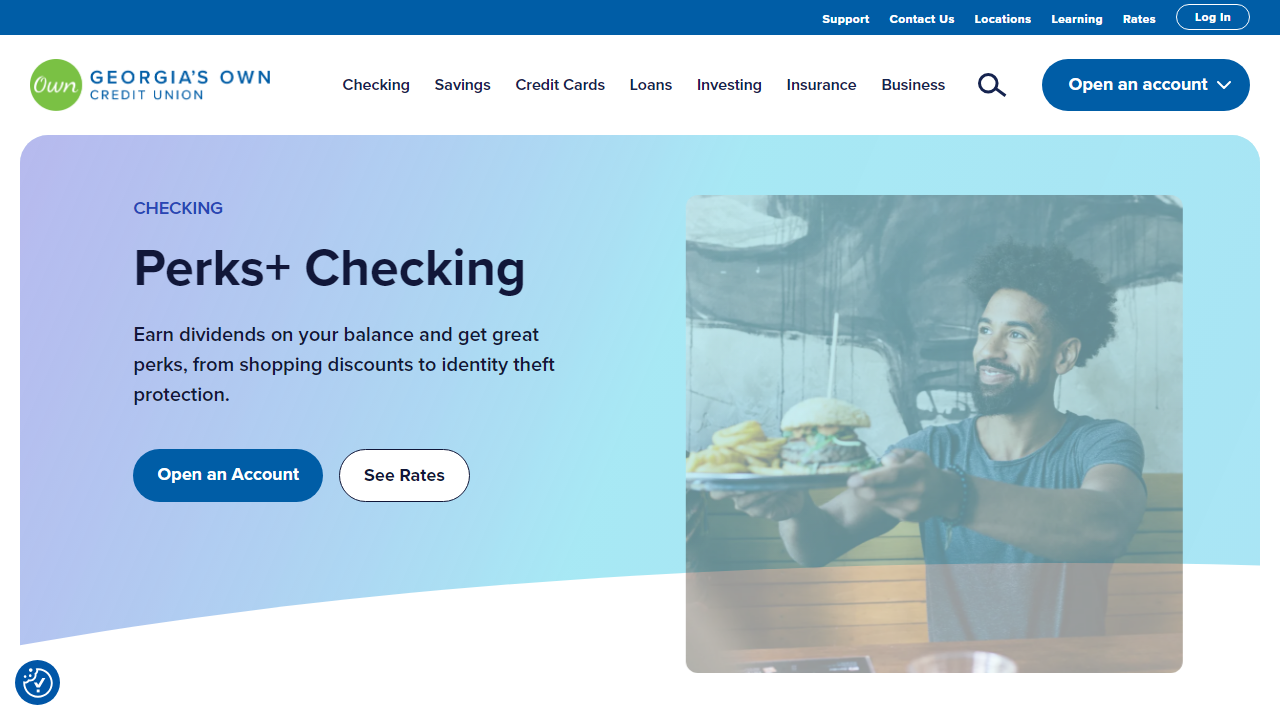 Support Contact Us Locations Learning Rates Log In
Own GEORGIA'S OWN
CREDIT UNION
Checking Savings Credit Cards Loans Investing Insurance Business Open an account
CHECKING
Perks+ Checking
Earn dividends on your balance and get great
perks, from shopping discounts to identity theft
protection.
Open an Account See Rates